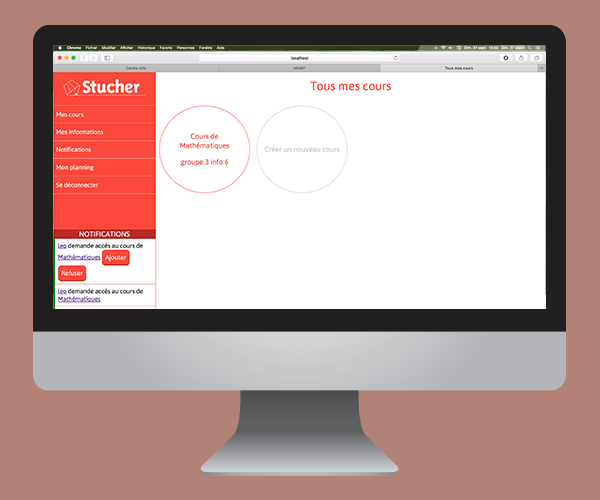 Chrome Fichier Modifier Afficher Historique Favoris Personnes Fenêtre Aide
localhost
Centre Info
MAMP
Tous mes cours
Stucher
Mes cours
Mes informations
Notifications
Mon planning
Se déconnecter
NOTIFICATIONS
leo demande accès au cours de
Mathématiques Ajouter
Refuser
leo demande accès au cours de
Mathématiques
Tous mes cours
Cours de
Mathématiques
groupe 3 info 6
Créer un nouveau cours